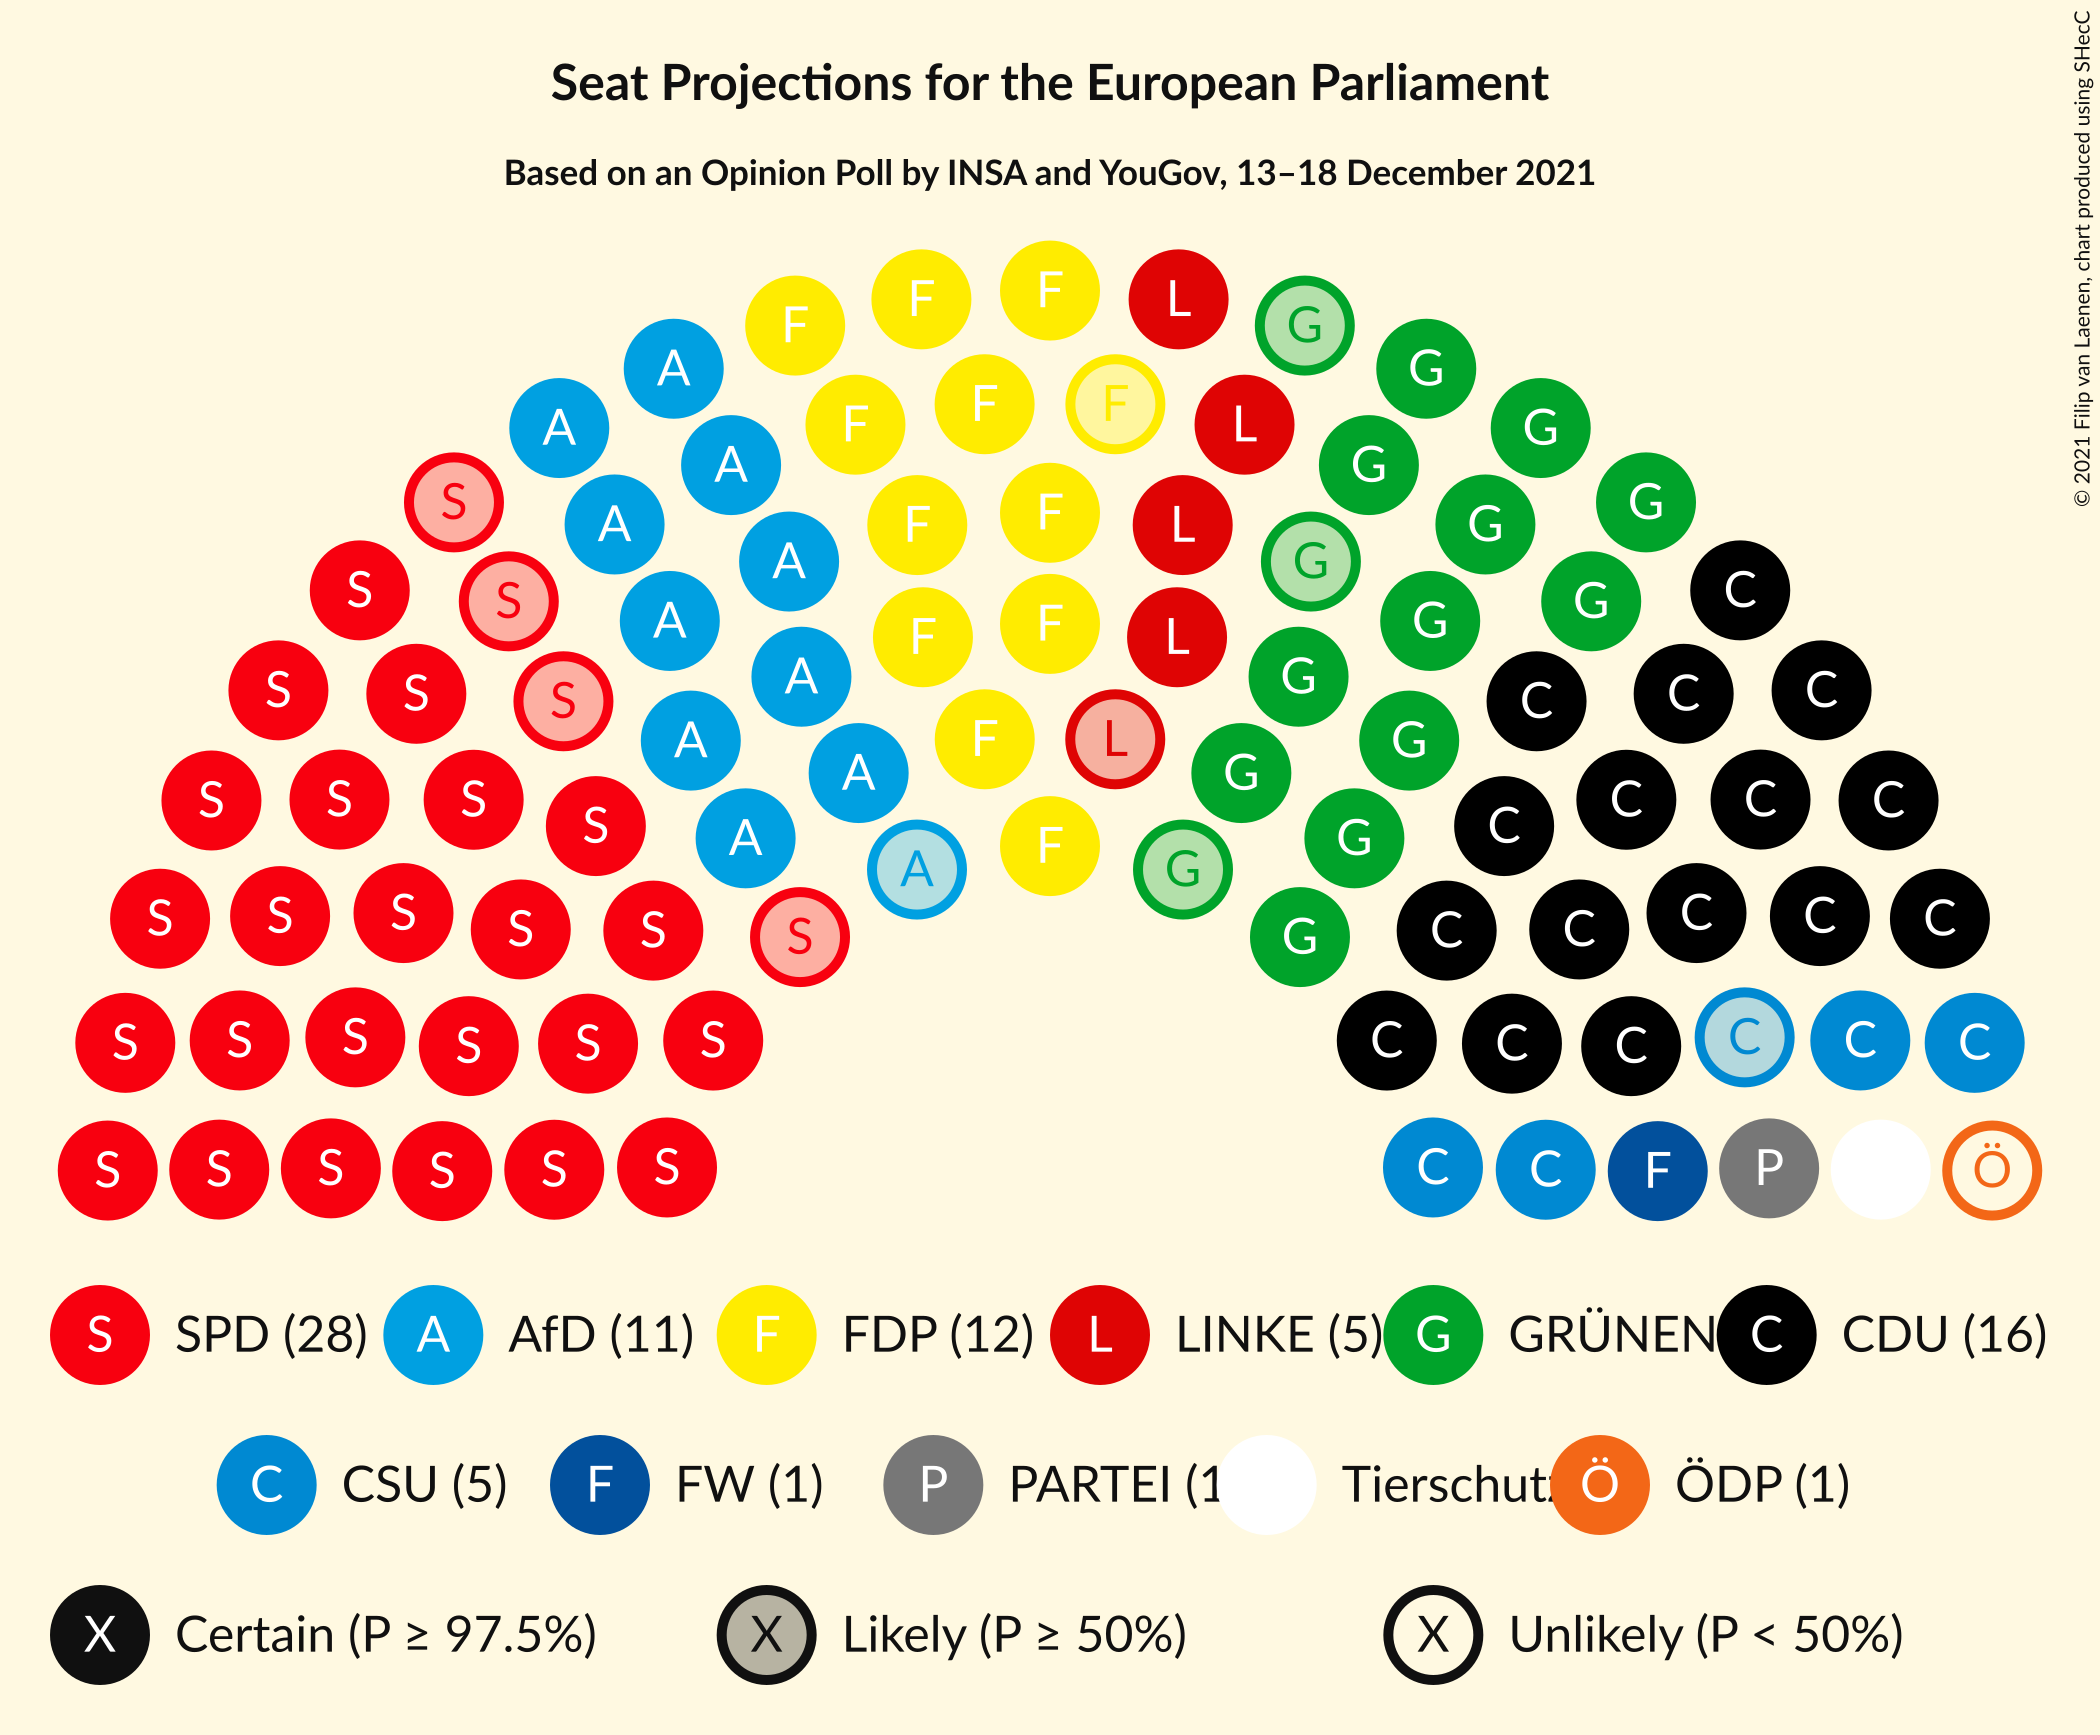 © 2021 Filip van Laenen, chart produced using SHecC
Seat Projections for the European Parliament
Based on an Opinion Poll by INSA and YouGov, 13–18 December 2021
F F L
F G
A G
F F
A F L G
A G
S G
A F F L G
A G
S C
S G
A F F L G
S S S A G C C C
A F L G
A G
S S S C C C
S A F G C
A G
S S S S S S G C C C C C
S S S S S S C C C C C C
S S S S S S C C F P Ö
S SPD (28) A AfD (11) F FDP (12) L LINKE (5) G GRÜNEN C CDU (16)
C CSU (5) F FW (1) P PARTEI (1 Tierschutz Ö ÖDP (1)
X Certain (P ≥ 97.5%) X Likely (P ≥ 50%) X Unlikely (P < 50%)